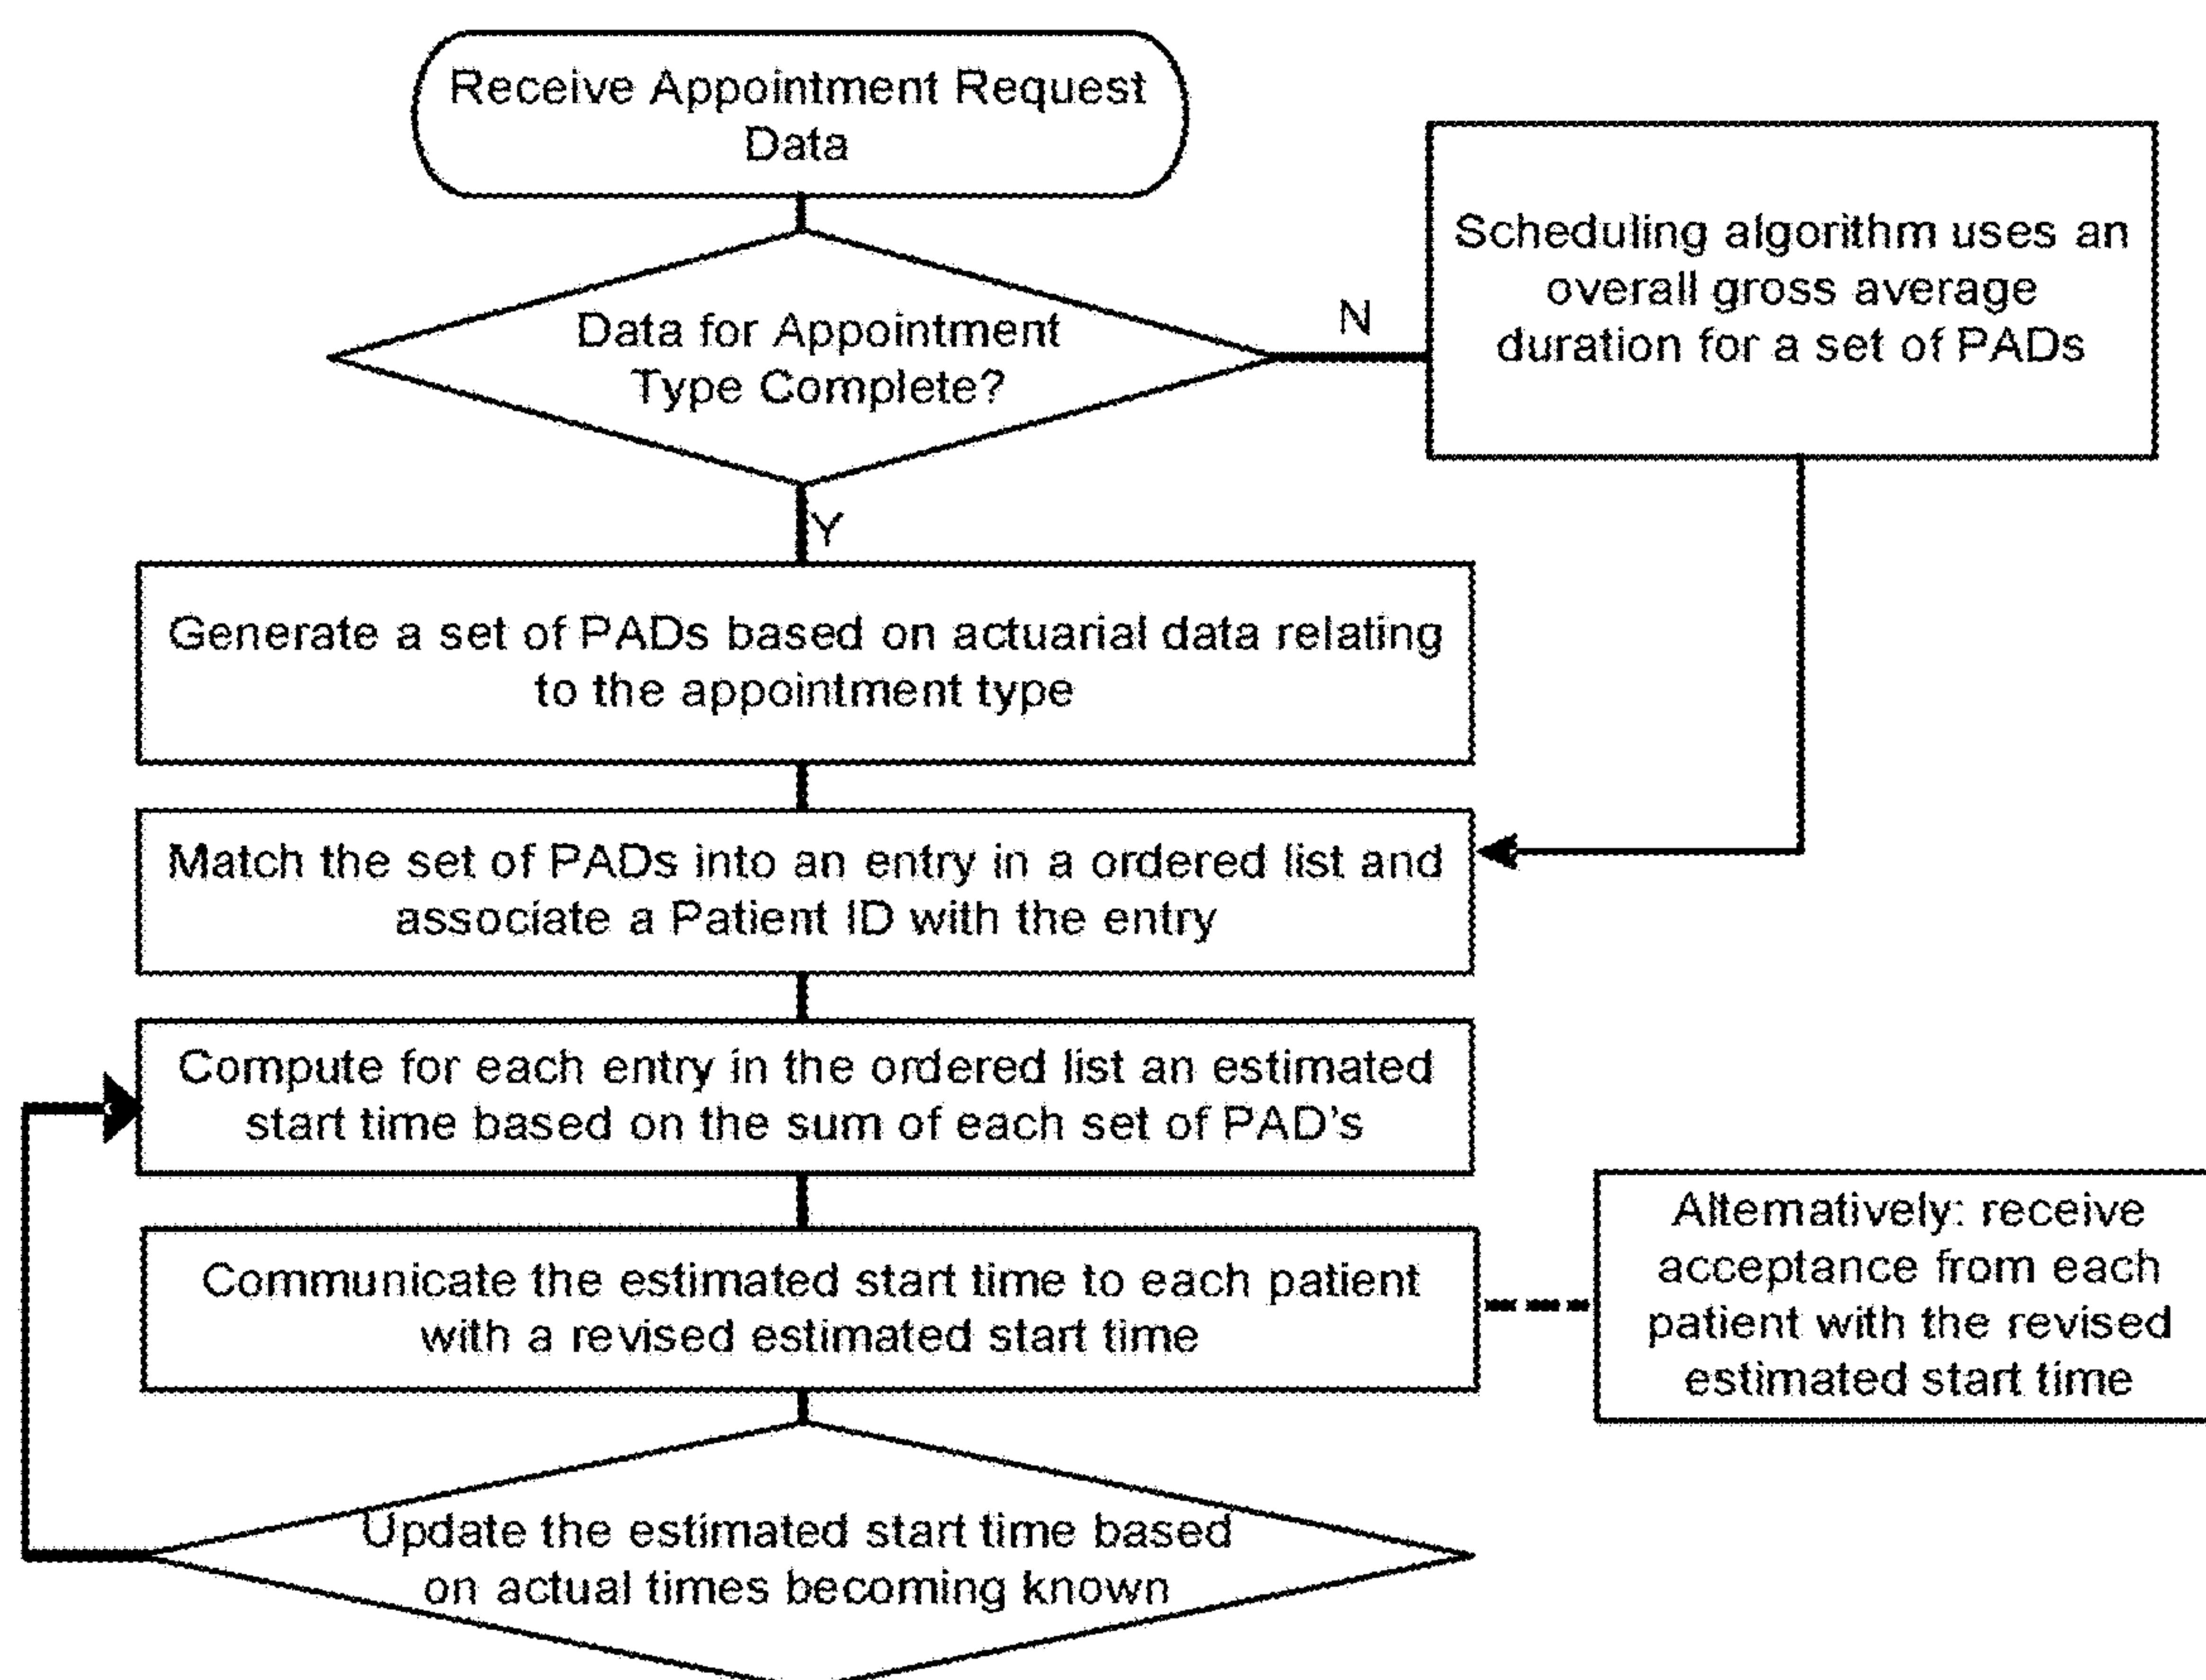 Receive Appointment Request
Data
Data for Appointment
Type Complete?
N
Scheduling algorithm uses an
overall gross average
duration for a set of PADs
Y
Generate a set of PADs based on actuarial data relating
to the appointment type
Match the set of PADs into an entry in a ordered list and
associate a Patient ID with the entry
Compute for each entry in the ordered list an estimated
start time based on the sum of each set of PAD's
Communicate the estimated start time to each patient
with a revised estimated start time
Alternatively: receive
acceptance from each
patient with the revised
estimated start time
Update the estimated start time based
on actual times becoming known